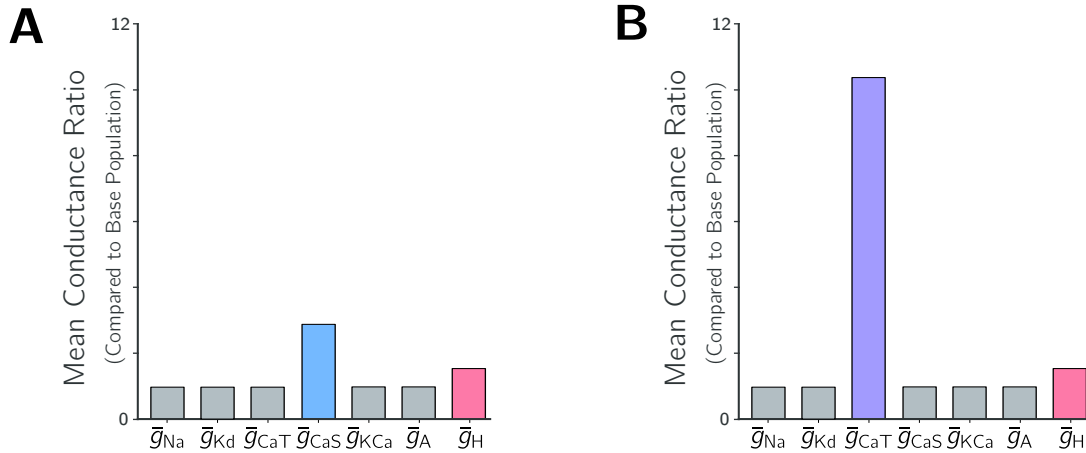 A
12
Mean Conductance Ratio
(Compared to Base Population)
0
g̅Na g̅Kd g̅CaT g̅CaS g̅KCa g̅A g̅H
B
12
Mean Conductance Ratio
(Compared to Base Population)
0
g̅Na g̅Kd g̅CaT g̅CaS g̅KCa g̅A g̅H